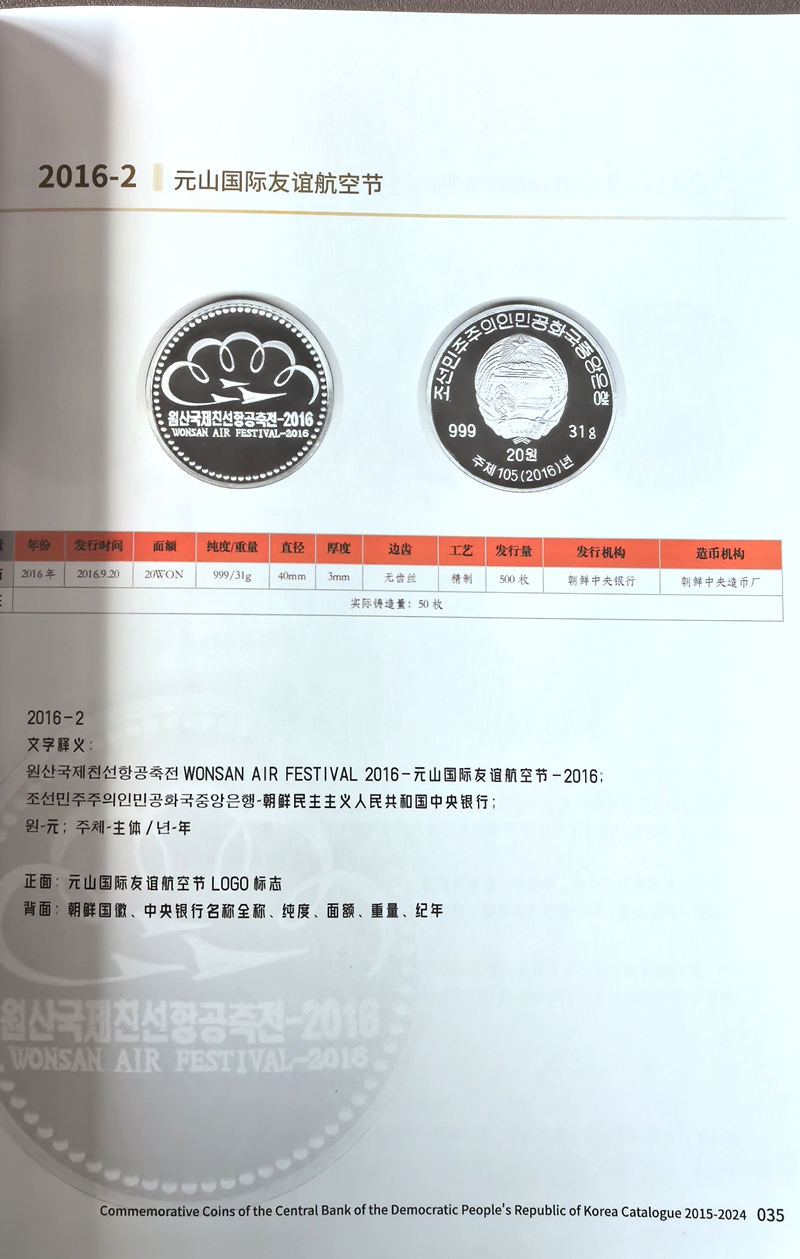 2016-2 元山国际友谊航空节
원산국제친선항공축전-2016
WONSAN AIR FESTIVAL-2016
조선민주주의인민공화국중앙은행
999 31g
20원
주체105(2016)년
年份 发行时间 面额 纯度/重量 直径 厚度 边齿 工艺 发行量 发行机构 造币机构
2016年 2016.9.20 20WON 999/31g 40mm 3mm 无齿丝 精制 500枚 朝鲜中央银行 朝鲜中央造币厂
实际铸造量：50枚
2016-2
文字释义：
원산국제친선항공축전 WONSAN AIR FESTIVAL 2016-元山国际友谊航空节-2016；
조선민주주의인민공화국중앙은행-朝鲜民主主义人民共和国中央银行；
원-元；주체-主体/년-年
正面：元山国际友谊航空节LOGO标志
背面：朝鲜国徽、中央银行名称全称、纯度、面额、重量、纪年
원산국제친선항공축전-2016
WONSAN AIR FESTIVAL-2016
Commemorative Coins of the Central Bank of the Democratic People's Republic of Korea Catalogue 2015-2024 035